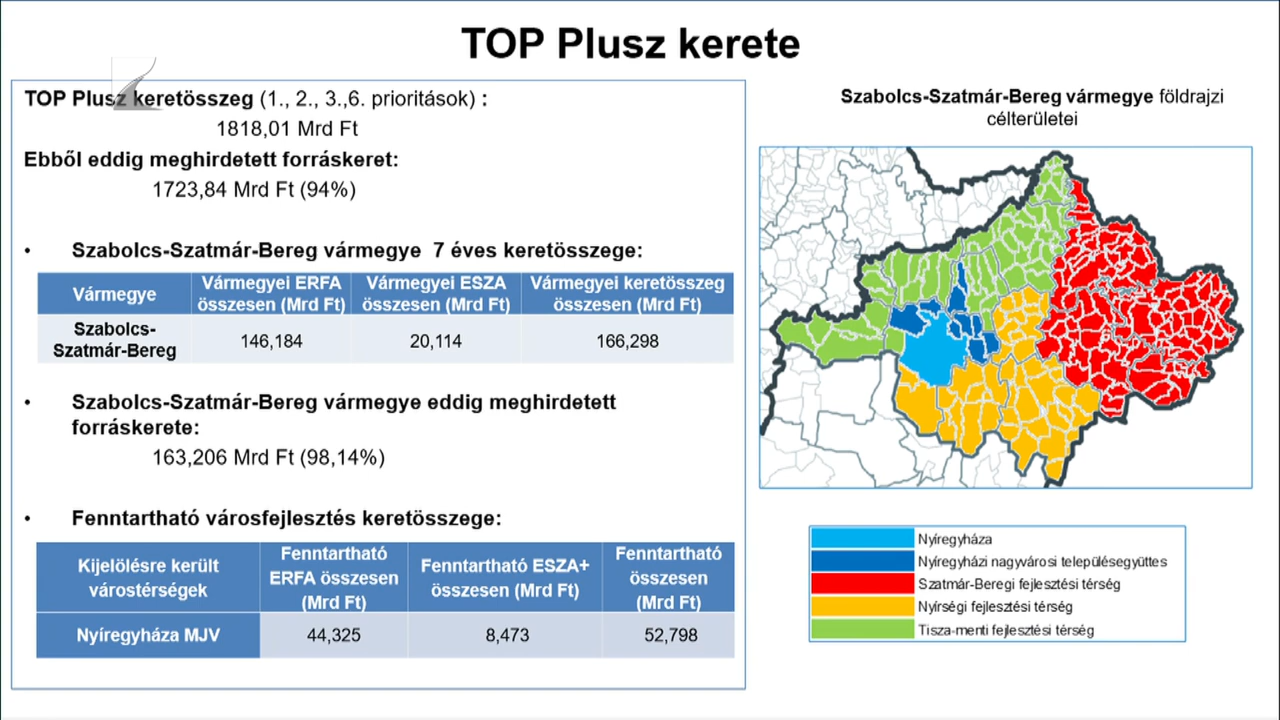 TOP Plusz kerete
TOP Plusz keretösszeg (1., 2., 3.,6. prioritások) :
1818,01 Mrd Ft
Ebből eddig meghirdetett forráskeret:
1723,84 Mrd Ft (94%)
• Szabolcs-Szatmár-Bereg vármegye 7 éves keretösszege:
Vármegye
Vármegyei ERFA
összesen (Mrd Ft)
Vármegyei ESZA
összesen (Mrd Ft)
Vármegyei keretösszeg
összesen (Mrd Ft)
Szabolcs-
Szatmár-Bereg
146,184
20,114
166,298
• Szabolcs-Szatmár-Bereg vármegye eddig meghirdetett
forráskerete:
163,206 Mrd Ft (98,14%)
• Fenntartható városfejlesztés keretösszege:
Kijelölésre került
várostérségek
Fenntartható
ERFA összesen
(Mrd Ft)
Fenntartható ESZA+
összesen (Mrd Ft)
Fenntartható
összesen
(Mrd Ft)
Nyíregyháza MJV
44,325
8,473
52,798
Szabolcs-Szatmár-Bereg vármegye földrajzi
célterületei
Nyíregyháza
Nyíregyházi nagyvárosi településegyüttes
Szatmár-Beregi fejlesztési térség
Nyírségi fejlesztési térség
Tisza-menti fejlesztési térség